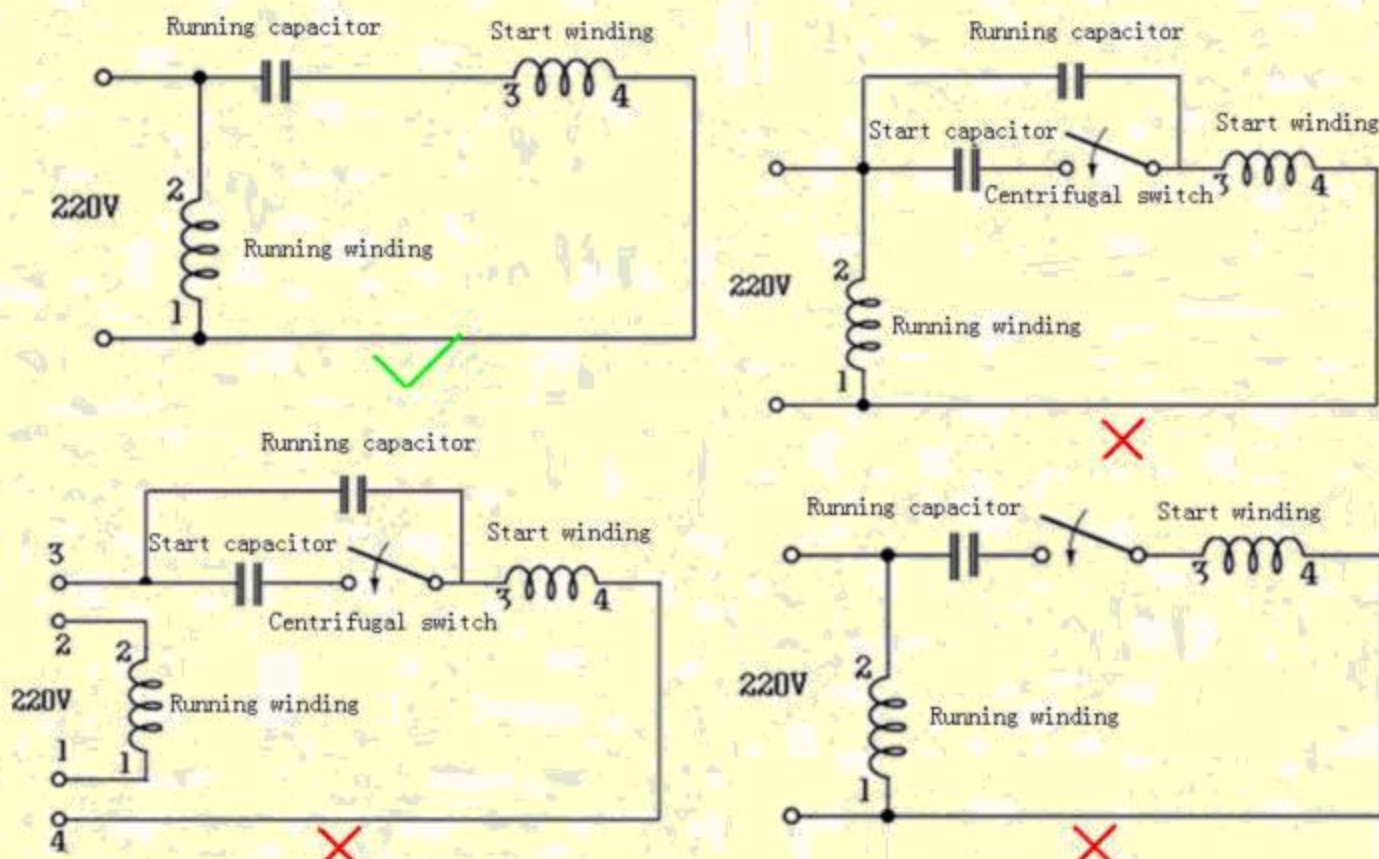 Running capacitor
Start winding
3
4
220V
2
Running winding
1
Running capacitor
Start capacitor
Start winding
Centrifugal switch
3
4
220V
2
Running winding
1
Running capacitor
Start capacitor
Start winding
3
3
4
Centrifugal switch
2
2
220V
Running winding
1
1
4
Running capacitor
Start winding
3
4
220V
2
Running winding
1